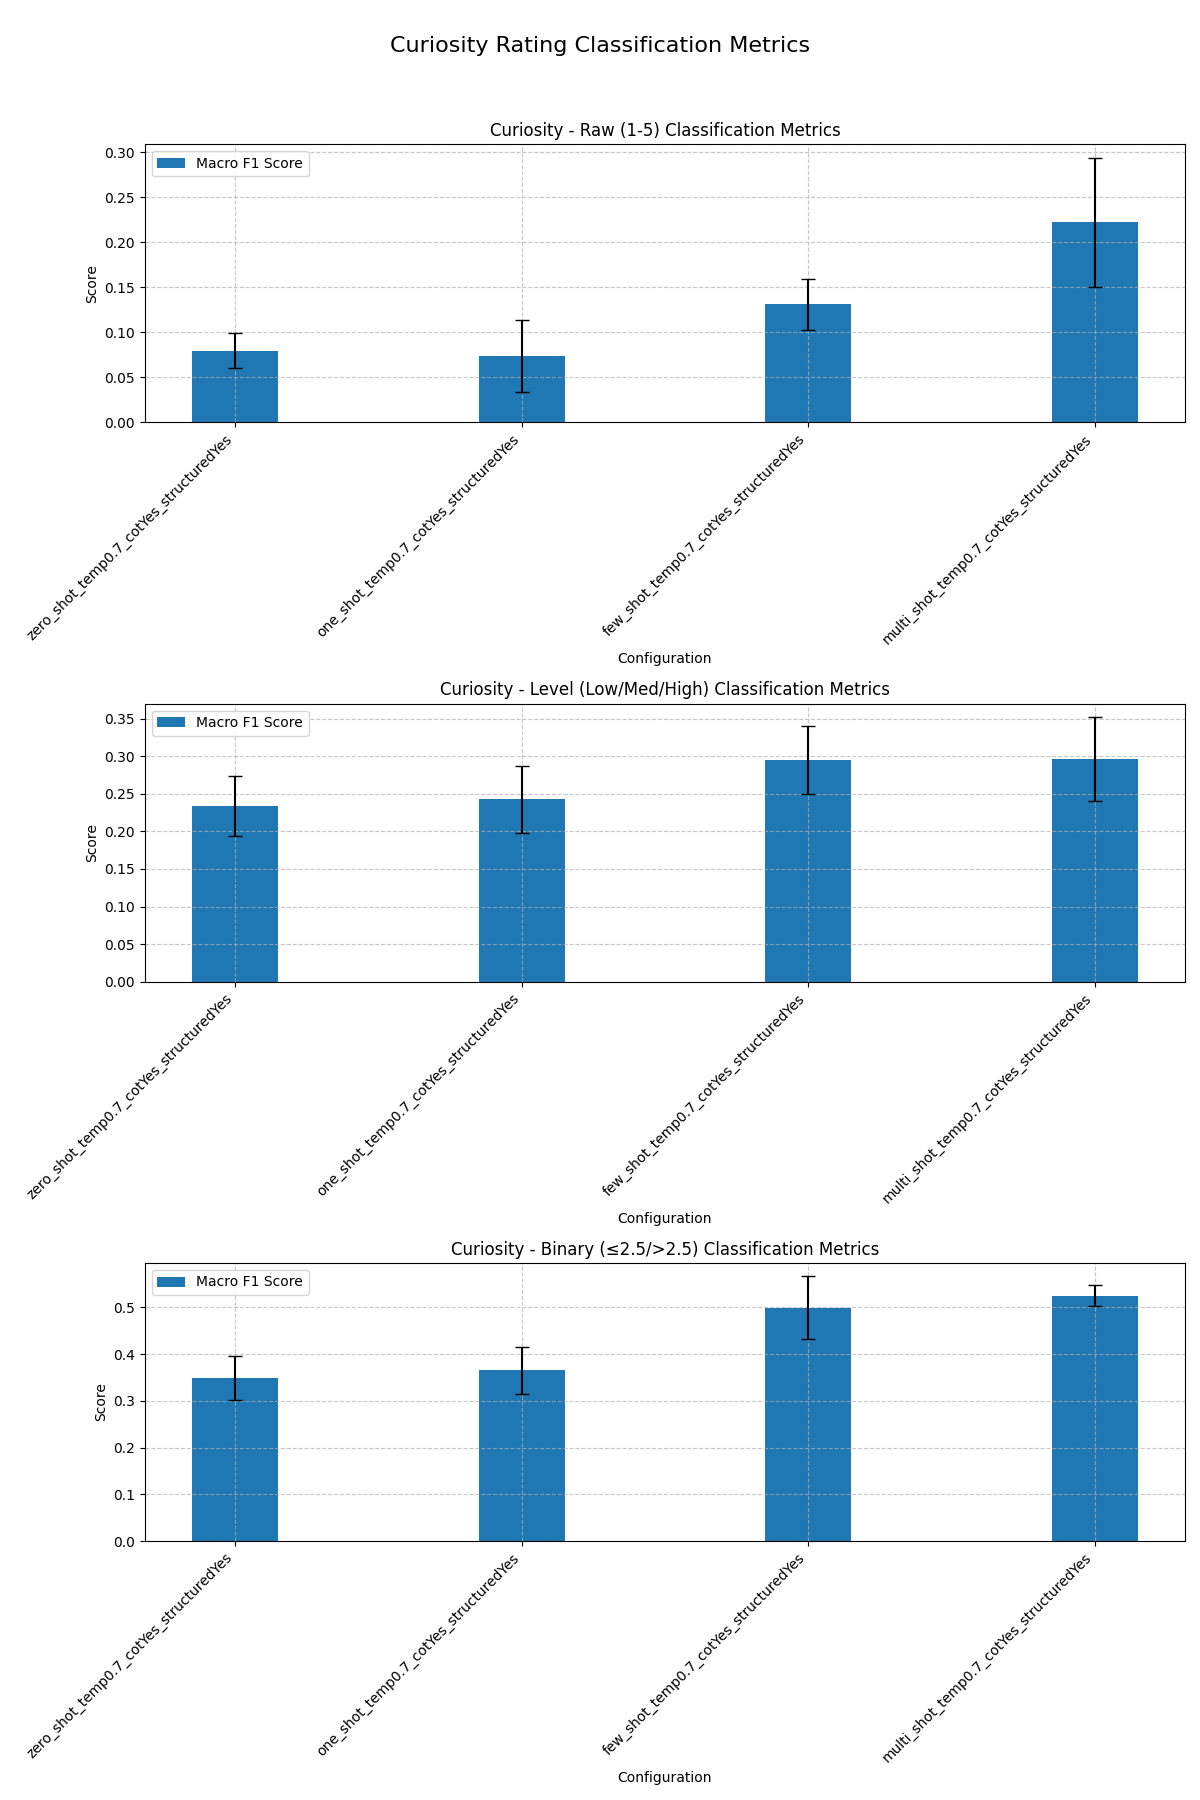 Curiosity Rating Classification Metrics
Curiosity - Raw (1-5) Classification Metrics
Macro F1 Score
0.30
0.25
0.20
0.15
0.10
0.05
0.00
Score
zero_shot_temp0.7_cotYes_structuredYes
one_shot_temp0.7_cotYes_structuredYes
few_shot_temp0.7_cotYes_structuredYes
multi_shot_temp0.7_cotYes_structuredYes
Configuration
Curiosity - Level (Low/Med/High) Classification Metrics
Macro F1 Score
0.35
0.30
0.25
0.20
0.15
0.10
0.05
0.00
Score
zero_shot_temp0.7_cotYes_structuredYes
one_shot_temp0.7_cotYes_structuredYes
few_shot_temp0.7_cotYes_structuredYes
multi_shot_temp0.7_cotYes_structuredYes
Configuration
Curiosity - Binary (≤2.5/>2.5) Classification Metrics
Macro F1 Score
0.5
0.4
0.3
0.2
0.1
0.0
Score
zero_shot_temp0.7_cotYes_structuredYes
one_shot_temp0.7_cotYes_structuredYes
few_shot_temp0.7_cotYes_structuredYes
multi_shot_temp0.7_cotYes_structuredYes
Configuration